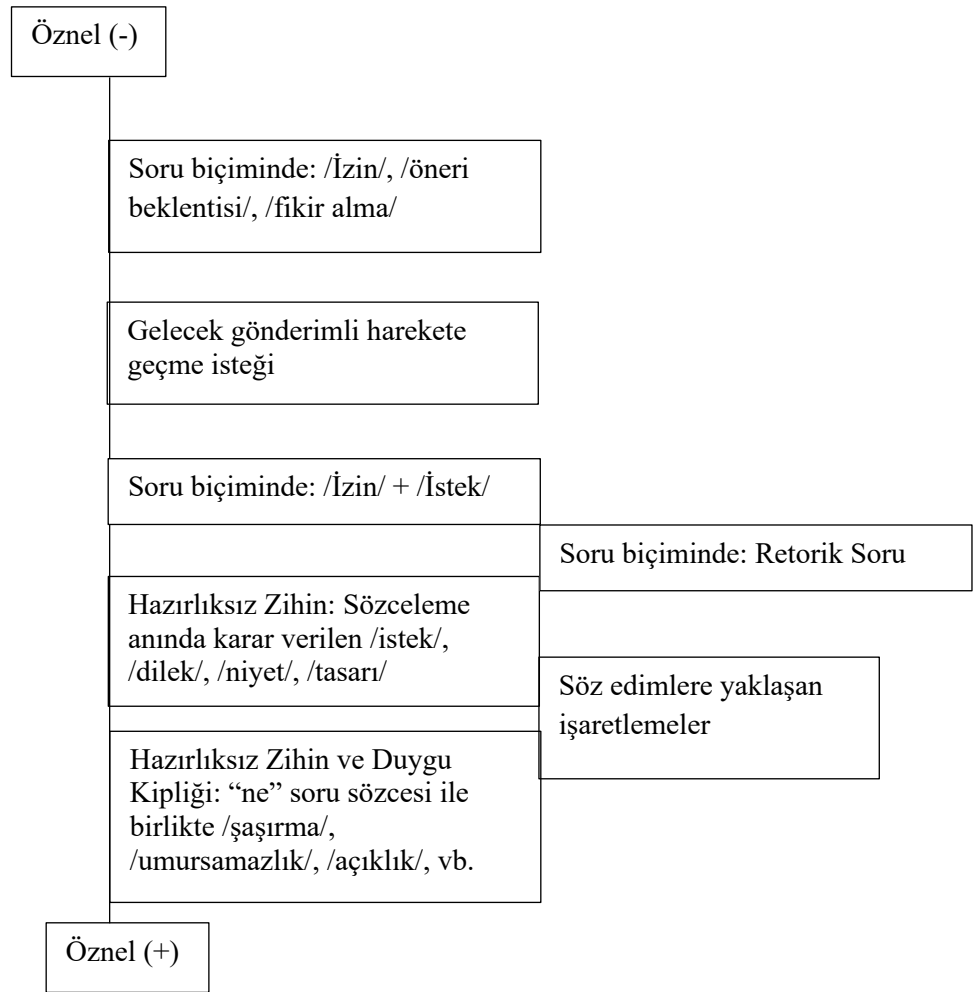 Öznel (-)
Soru biçiminde: /İzin/, /öneri
beklentisi/, /fikir alma/
Gelecek gönderimli harekete
geçme isteği
Soru biçiminde: /İzin/ + /İstek/
Soru biçiminde: Retorik Soru
Hazırlıksız Zihin: Sözceleme
anında karar verilen /istek/,
/dilek/, /niyet/, /tasarı/
Söz edimlere yaklaşan
işaretlemeler
Hazırlıksız Zihin ve Duygu
Kipliği: “ne” soru sözcesi ile
birlikte /şaşırma/,
/umursamazlık/, /açıklık/, vb.
Öznel (+)